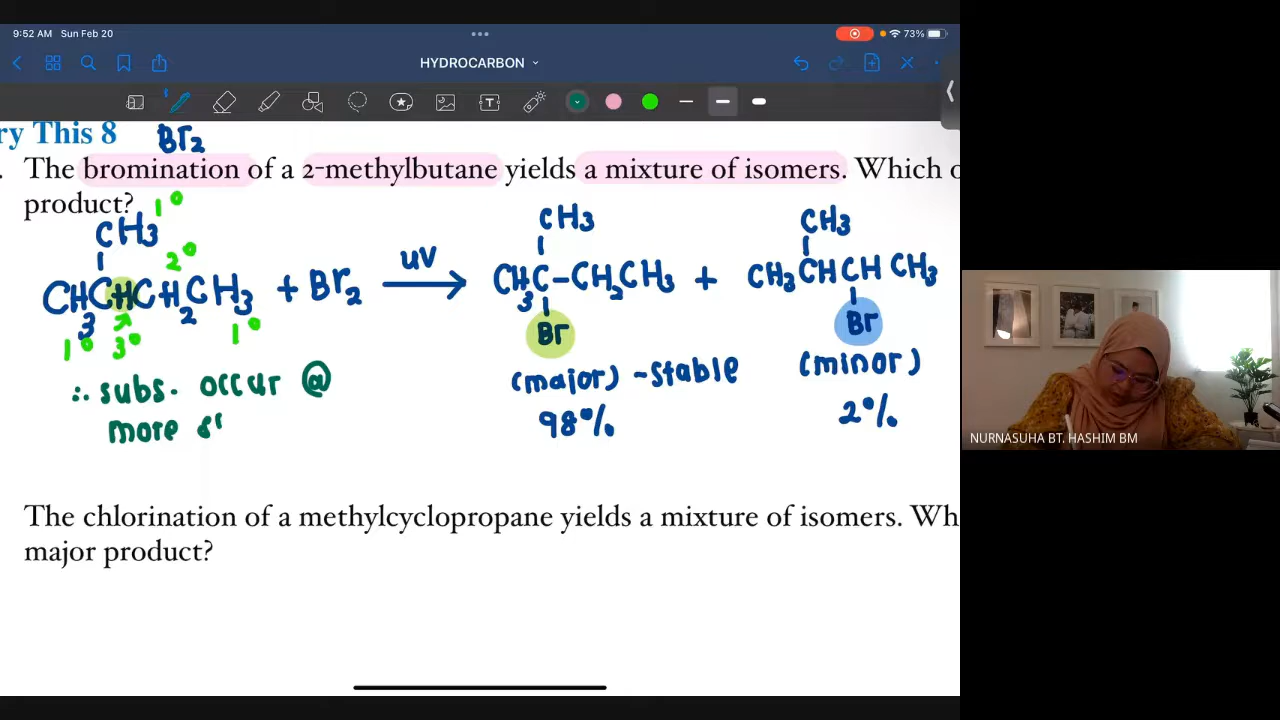 9:52 AM Sun Feb 20
73%
HYDROCARBON
T
ry This 8
Br2
. The bromination of a 2-methylbutane yields a mixture of isomers. Which o
product?
1°
CH3
2°
CH3CHCH2CH3 + Br2
uv
1° 3° 1°
CH3
CH3C-CH2CH3 +
Br
(major) ~stable
98%
CH3
CH3CHCH CH3
Br
(minor)
2%
∴ subs. occur @
more
The chlorination of a methylcyclopropane yields a mixture of isomers. Wh
major product?
NURNASUHA BT. HASHIM BM